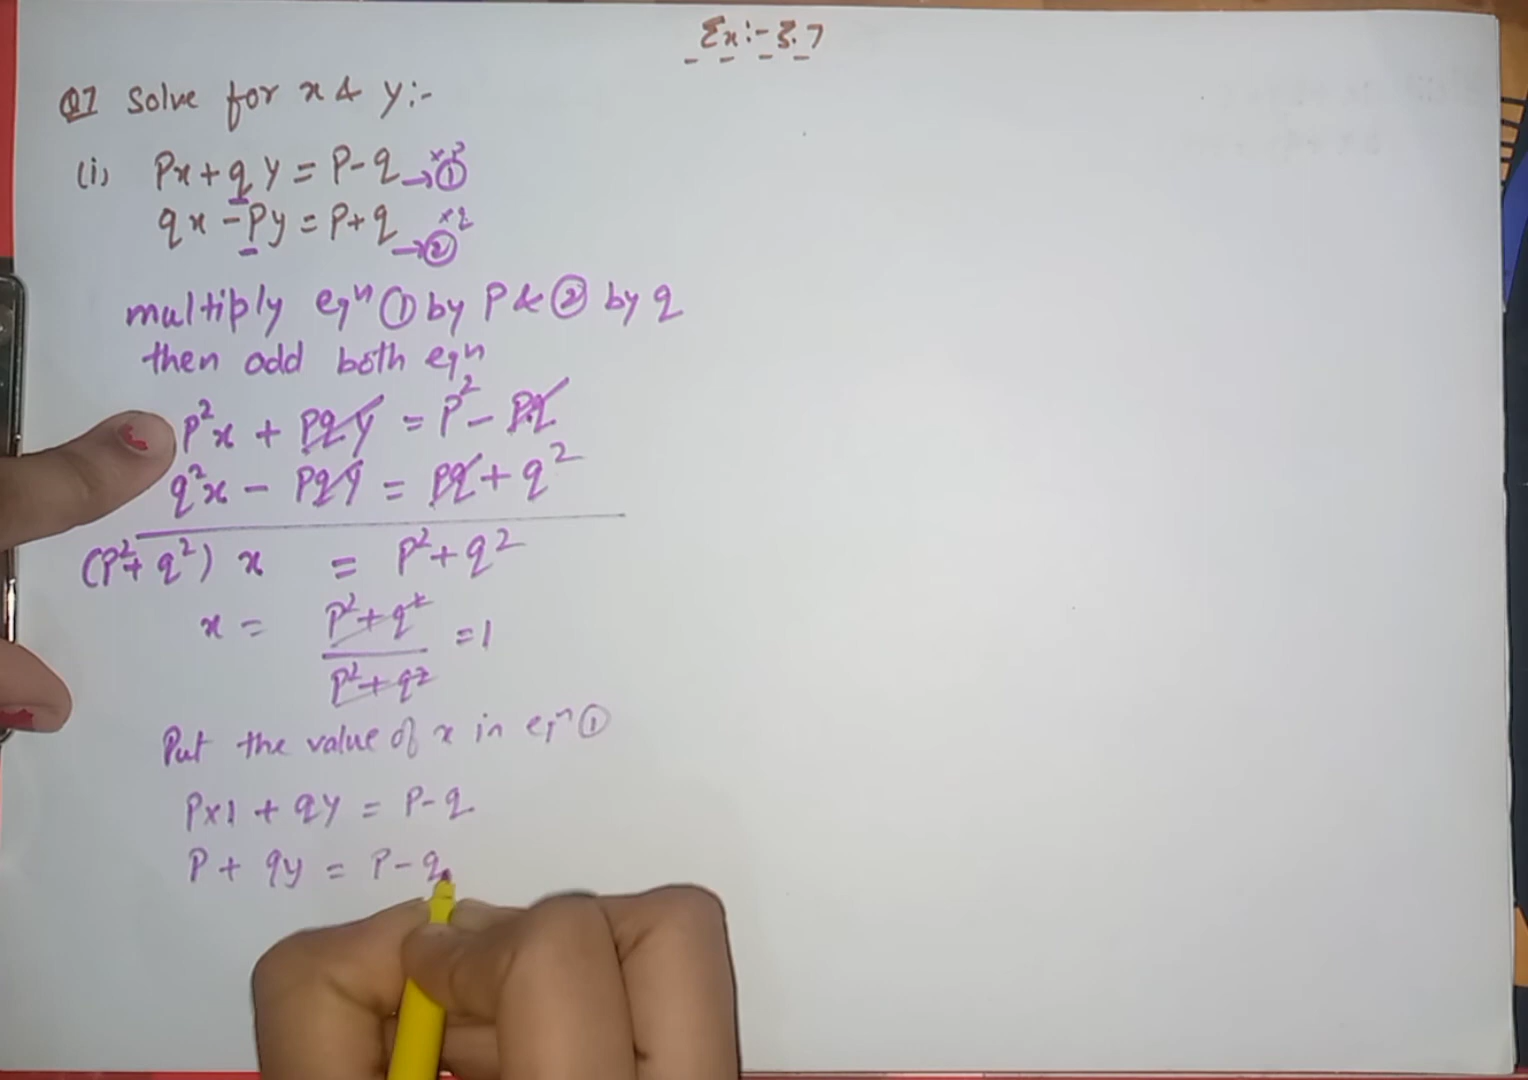 Ex:- 3.7
Q7 Solve for x & y:-
(i) Px + qy = P - q → ① ×P
qx - Py = P + q → ② ×q
multiply eqⁿ ① by P & ② by q
then add both eqⁿ
P²x + Pqy = P² - Pq
q²x - Pqy = Pq + q²
(P² + q²) x = P² + q²
x = P² + q² / P² + q² = 1
Put the value of x in eqⁿ ①
P×1 + qy = P - q
P + qy = P - q